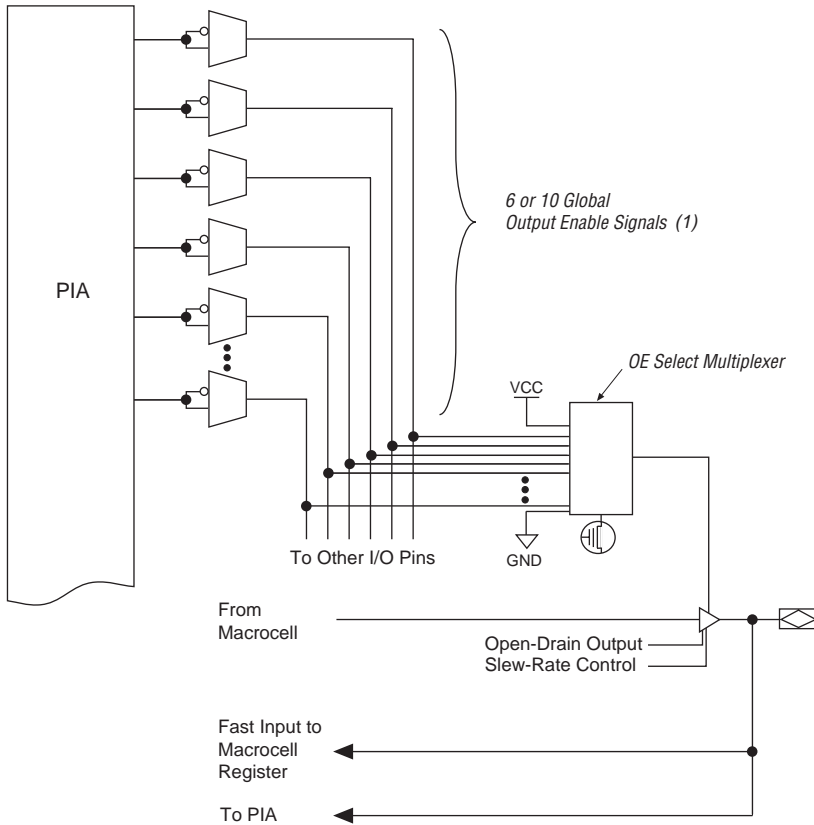 PIA
6 or 10 Global
Output Enable Signals (1)
OE Select Multiplexer
VCC
GND
To Other I/O Pins
From
Macrocell
Open-Drain Output
Slew-Rate Control
Fast Input to
Macrocell
Register
To PIA